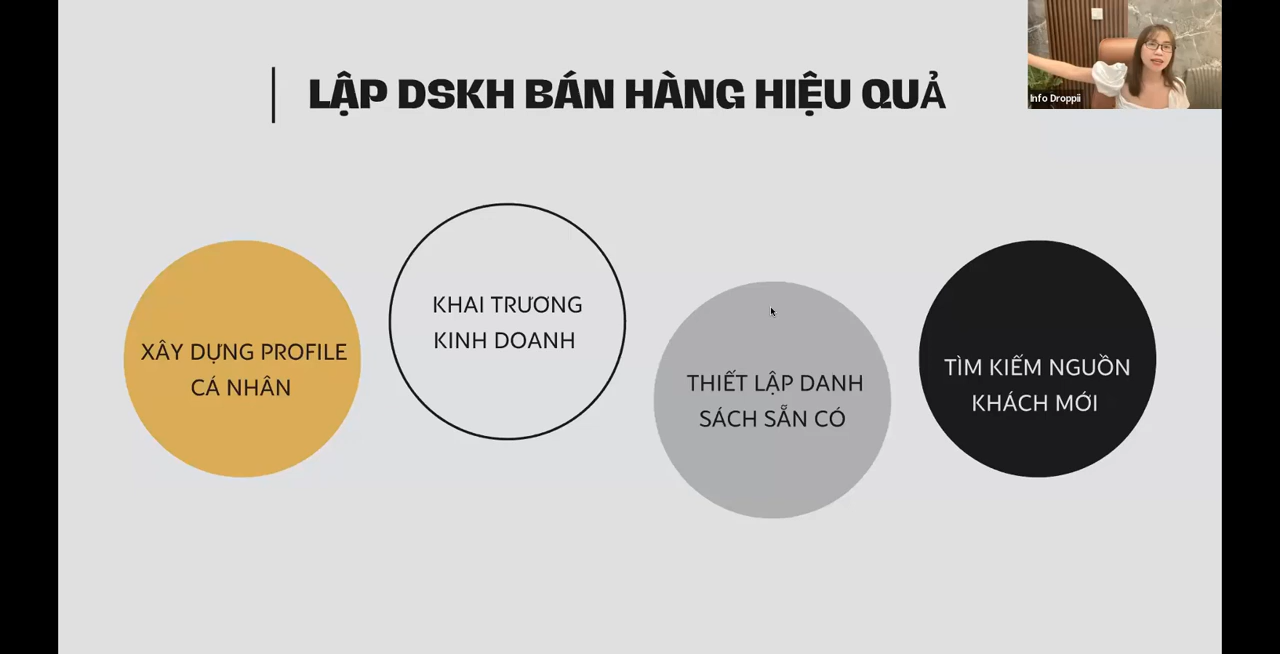 LẬP DSKH BÁN HÀNG HIỆU QUẢ
Info Droppii
XÂY DỰNG PROFILE
CÁ NHÂN
KHAI TRƯƠNG
KINH DOANH
THIẾT LẬP DANH
SÁCH SẴN CÓ
TÌM KIẾM NGUỒN
KHÁCH MỚI